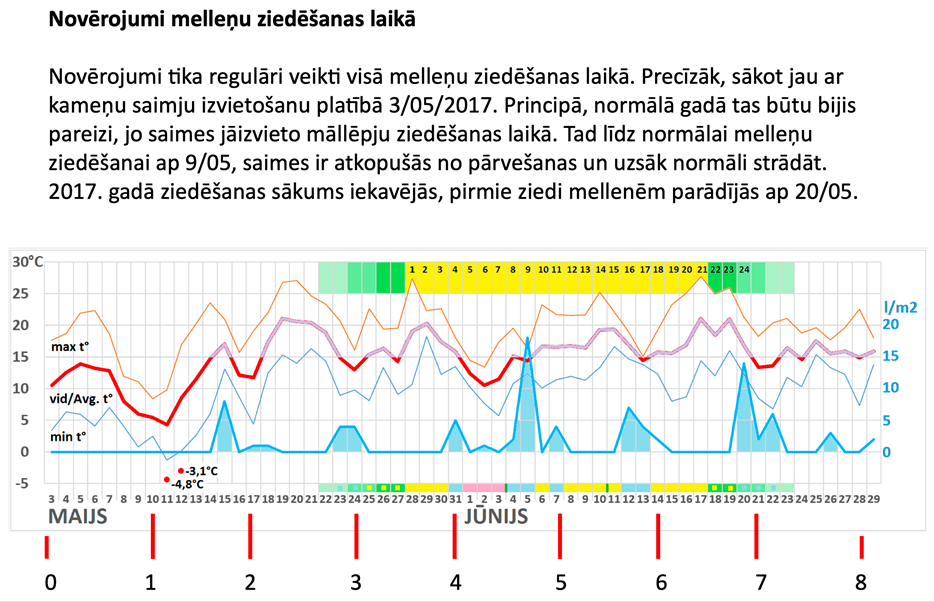 Novērojumi melleņu ziedēšanas laikā
Novērojumi tika regulāri veikti visā melleņu ziedēšanas laikā. Precīzāk, sākot jau ar
kameņu saimju izvietošanu platībā 3/05/2017. Principā, normālā gadā tas būtu bijis
pareizi, jo saimes jāizvieto māllēpju ziedēšanas laikā. Tad līdz normālai melleņu
ziedēšanai ap 9/05, saimes ir atkopušās no pārvešanas un uzsāk normāli strādāt.
2017. gadā ziedēšanas sākums iekavējās, pirmie ziedi mellenēm parādījās ap 20/05.
30°C 1 2 3 4 5 6 7 8 9 10 11 12 13 14 15 16 17 18 19 20 21 22 23 24
25
l/m2
20 20
max t°
15 15
10 10
vid/Avg. t°
5 5
min t°
0 0
-3,1°C
-4,8°C
-5
3 4 5 6 7 8 9 10 11 12 13 14 15 16 17 18 19 20 21 22 23 24 25 26 27 28 29 30 31 1 2 3 4 5 6 7 8 9 10 11 12 13 14 15 16 17 18 19 20 21 22 23 24 25 26 27 28 29
MAIJS JŪNIJS
0 1 2 3 4 5 6 7 8